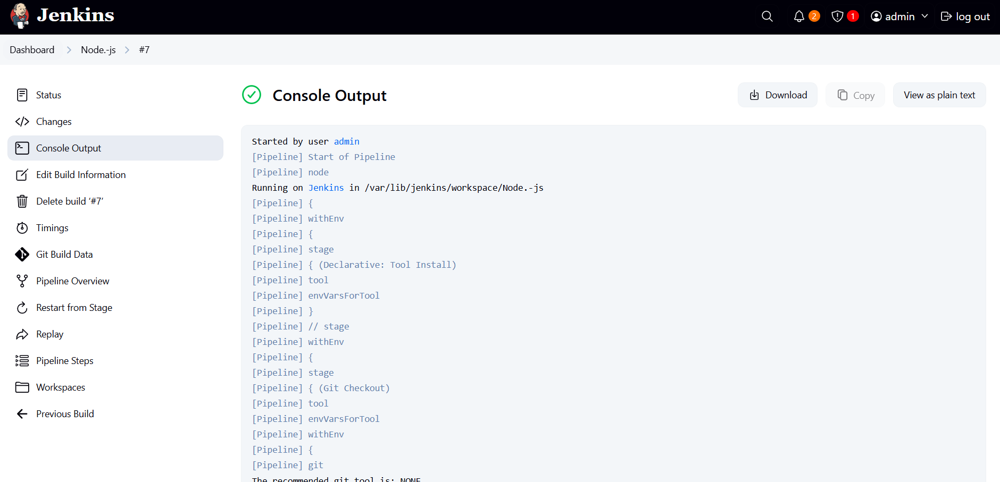 Jenkins
2
1
admin
log out
Dashboard
Node.-js
#7
Status
Changes
Console Output
Edit Build Information
Delete build ‘#7’
Timings
Git Build Data
Pipeline Overview
Restart from Stage
Replay
Pipeline Steps
Workspaces
Previous Build
Console Output
Download
Copy
View as plain text
Started by user admin
[Pipeline] Start of Pipeline
[Pipeline] node
Running on Jenkins in /var/lib/jenkins/workspace/Node.-js
[Pipeline] {
[Pipeline] withEnv
[Pipeline] {
[Pipeline] stage
[Pipeline] { (Declarative: Tool Install)
[Pipeline] tool
[Pipeline] envVarsForTool
[Pipeline] }
[Pipeline] // stage
[Pipeline] withEnv
[Pipeline] {
[Pipeline] stage
[Pipeline] { (Git Checkout)
[Pipeline] tool
[Pipeline] envVarsForTool
[Pipeline] withEnv
[Pipeline] {
[Pipeline] git
The recommended git tool is: NONE